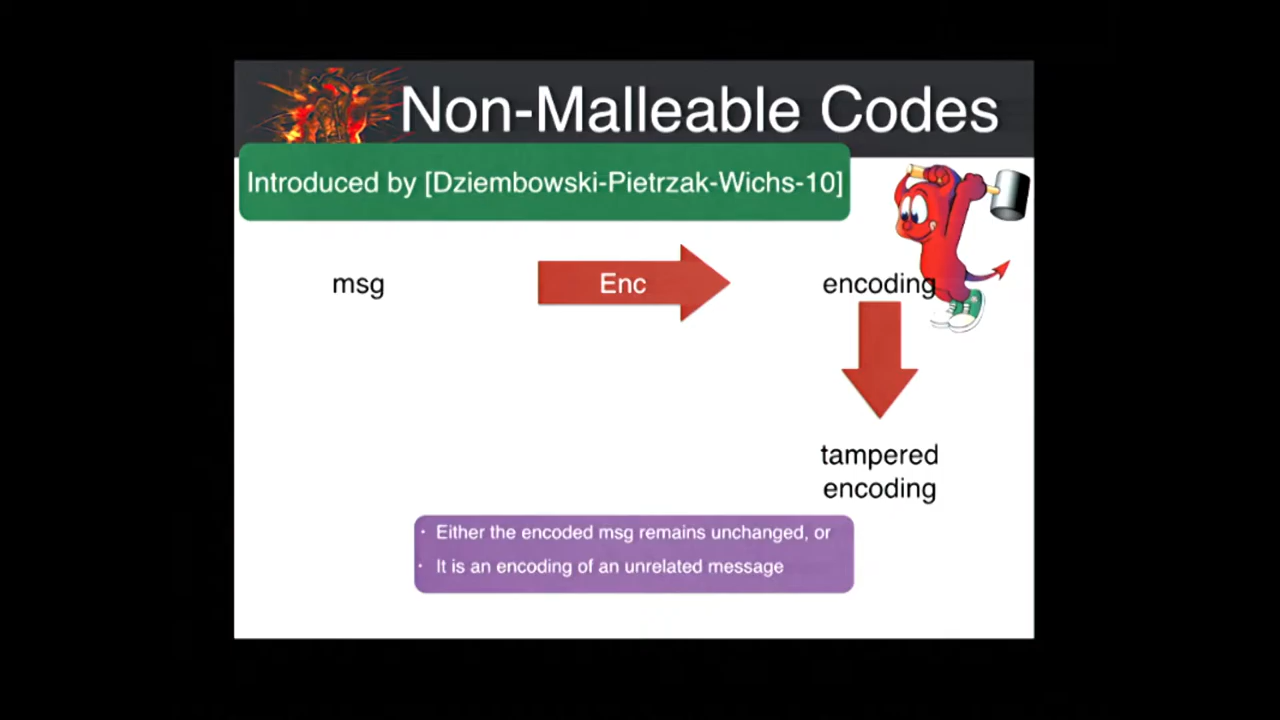 Non-Malleable Codes
Introduced by [Dziembowski-Pietrzak-Wichs-10]
msg
Enc
encoding
tampered
encoding
· Either the encoded msg remains unchanged, or
· It is an encoding of an unrelated message